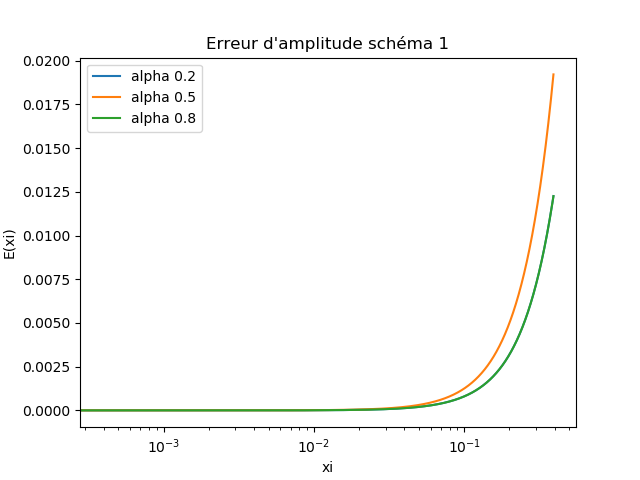 Erreur d'amplitude schéma 1
0.0200
0.0175
0.0150
0.0125
0.0100
0.0075
0.0050
0.0025
0.0000
E(xi)
alpha 0.2
alpha 0.5
alpha 0.8
10⁻³ 10⁻² 10⁻¹
xi